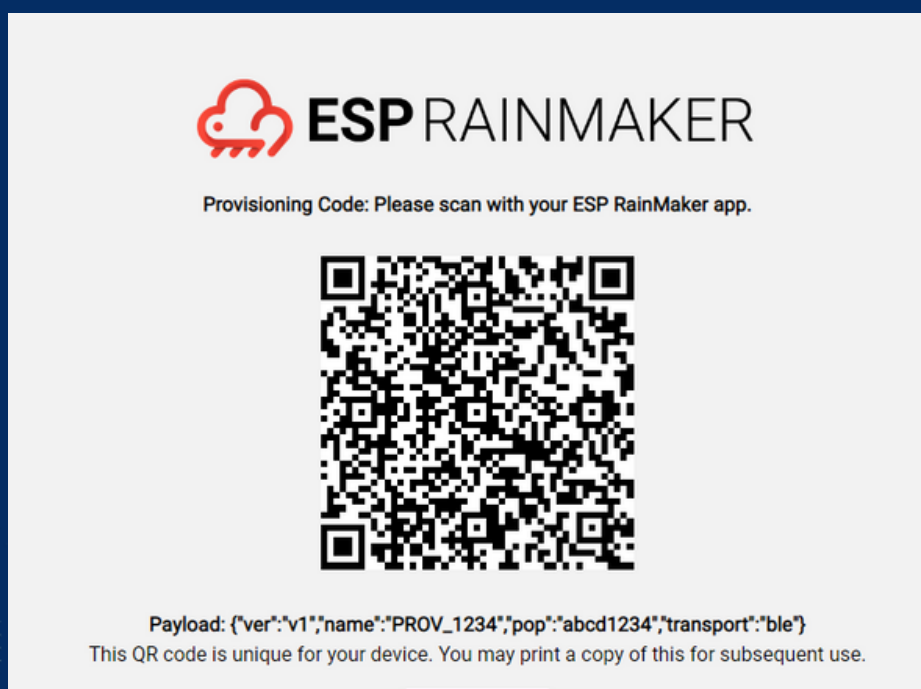 ESP RAINMAKER
Provisioning Code: Please scan with your ESP RainMaker app.
Payload: {"ver":"v1","name":"PROV_1234","pop":"abcd1234","transport":"ble"}
This QR code is unique for your device. You may print a copy of this for subsequent use.